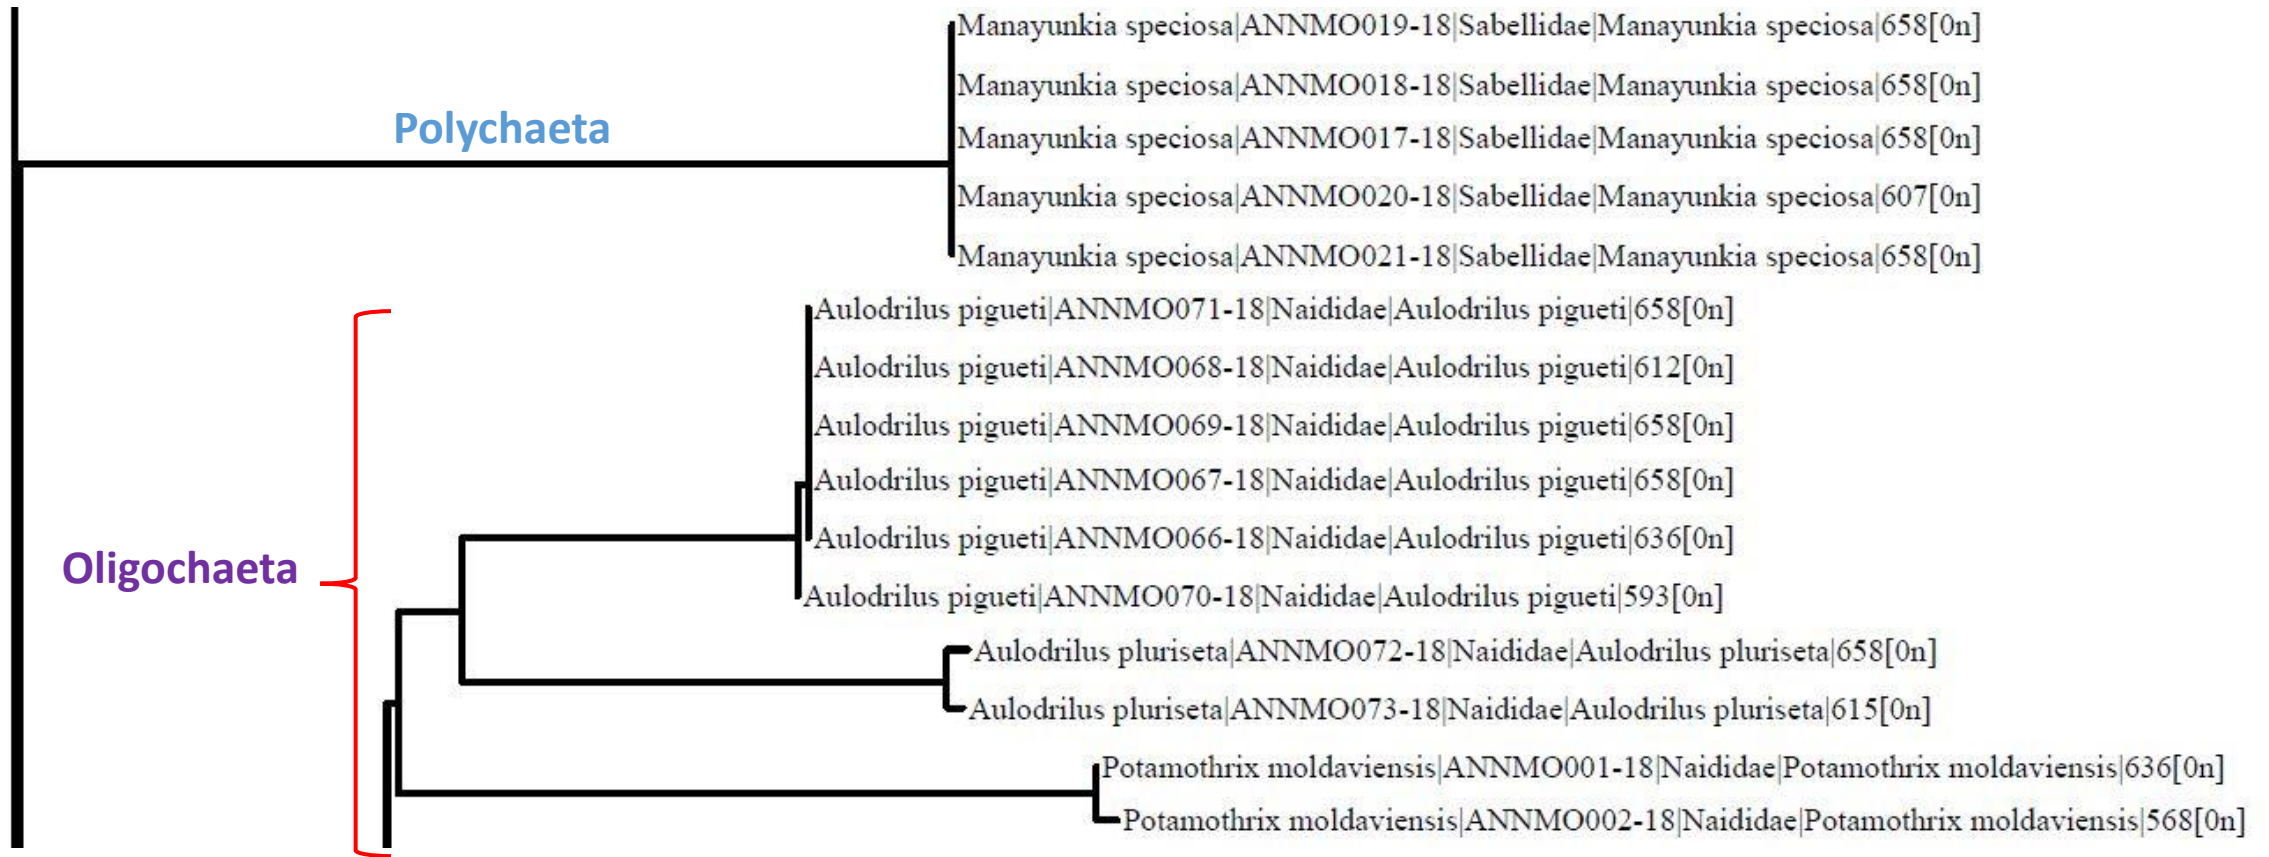 Manayunkia speciosa|ANNMO019-18|Sabellidae|Manayunkia speciosa|658[0n]
Manayunkia speciosa|ANNMO018-18|Sabellidae|Manayunkia speciosa|658[0n]
Polychaeta
Manayunkia speciosa|ANNMO017-18|Sabellidae|Manayunkia speciosa|658[0n]
Manayunkia speciosa|ANNMO020-18|Sabellidae|Manayunkia speciosa|607[0n]
Manayunkia speciosa|ANNMO021-18|Sabellidae|Manayunkia speciosa|658[0n]
Aulodrilus pigueti|ANNMO071-18|Naididae|Aulodrilus pigueti|658[0n]
Aulodrilus pigueti|ANNMO068-18|Naididae|Aulodrilus pigueti|612[0n]
Aulodrilus pigueti|ANNMO069-18|Naididae|Aulodrilus pigueti|658[0n]
Aulodrilus pigueti|ANNMO067-18|Naididae|Aulodrilus pigueti|658[0n]
Aulodrilus pigueti|ANNMO066-18|Naididae|Aulodrilus pigueti|636[0n]
Oligochaeta
Aulodrilus pigueti|ANNMO070-18|Naididae|Aulodrilus pigueti|593[0n]
Aulodrilus pluriseta|ANNMO072-18|Naididae|Aulodrilus pluriseta|658[0n]
Aulodrilus pluriseta|ANNMO073-18|Naididae|Aulodrilus pluriseta|615[0n]
Potamothrix moldaviensis|ANNMO001-18|Naididae|Potamothrix moldaviensis|636[0n]
Potamothrix moldaviensis|ANNMO002-18|Naididae|Potamothrix moldaviensis|568[0n]